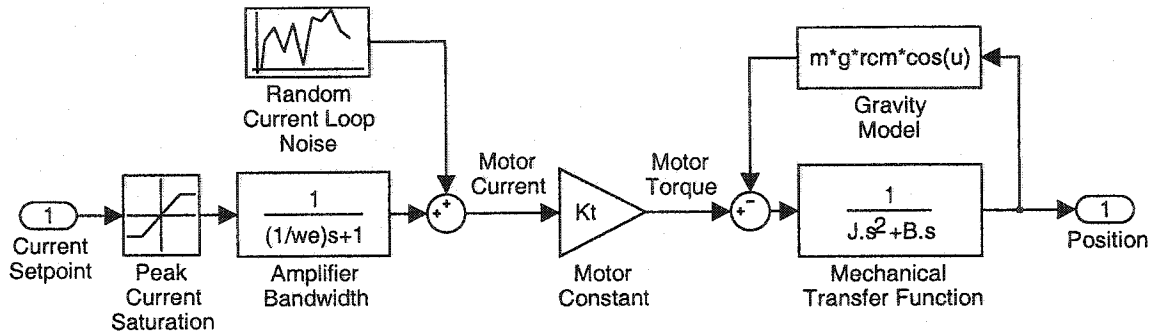 Random
Current Loop
Noise
m*g*rcm*cos(u)
Gravity
Model
1
Current
Setpoint
Peak
Current
Saturation
1
(1/we)s+1
Amplifier
Bandwidth
+
+
Motor
Current
Kt
Motor
Constant
Motor
Torque
+
−
1
J.s2+B.s
Mechanical
Transfer Function
1
Position